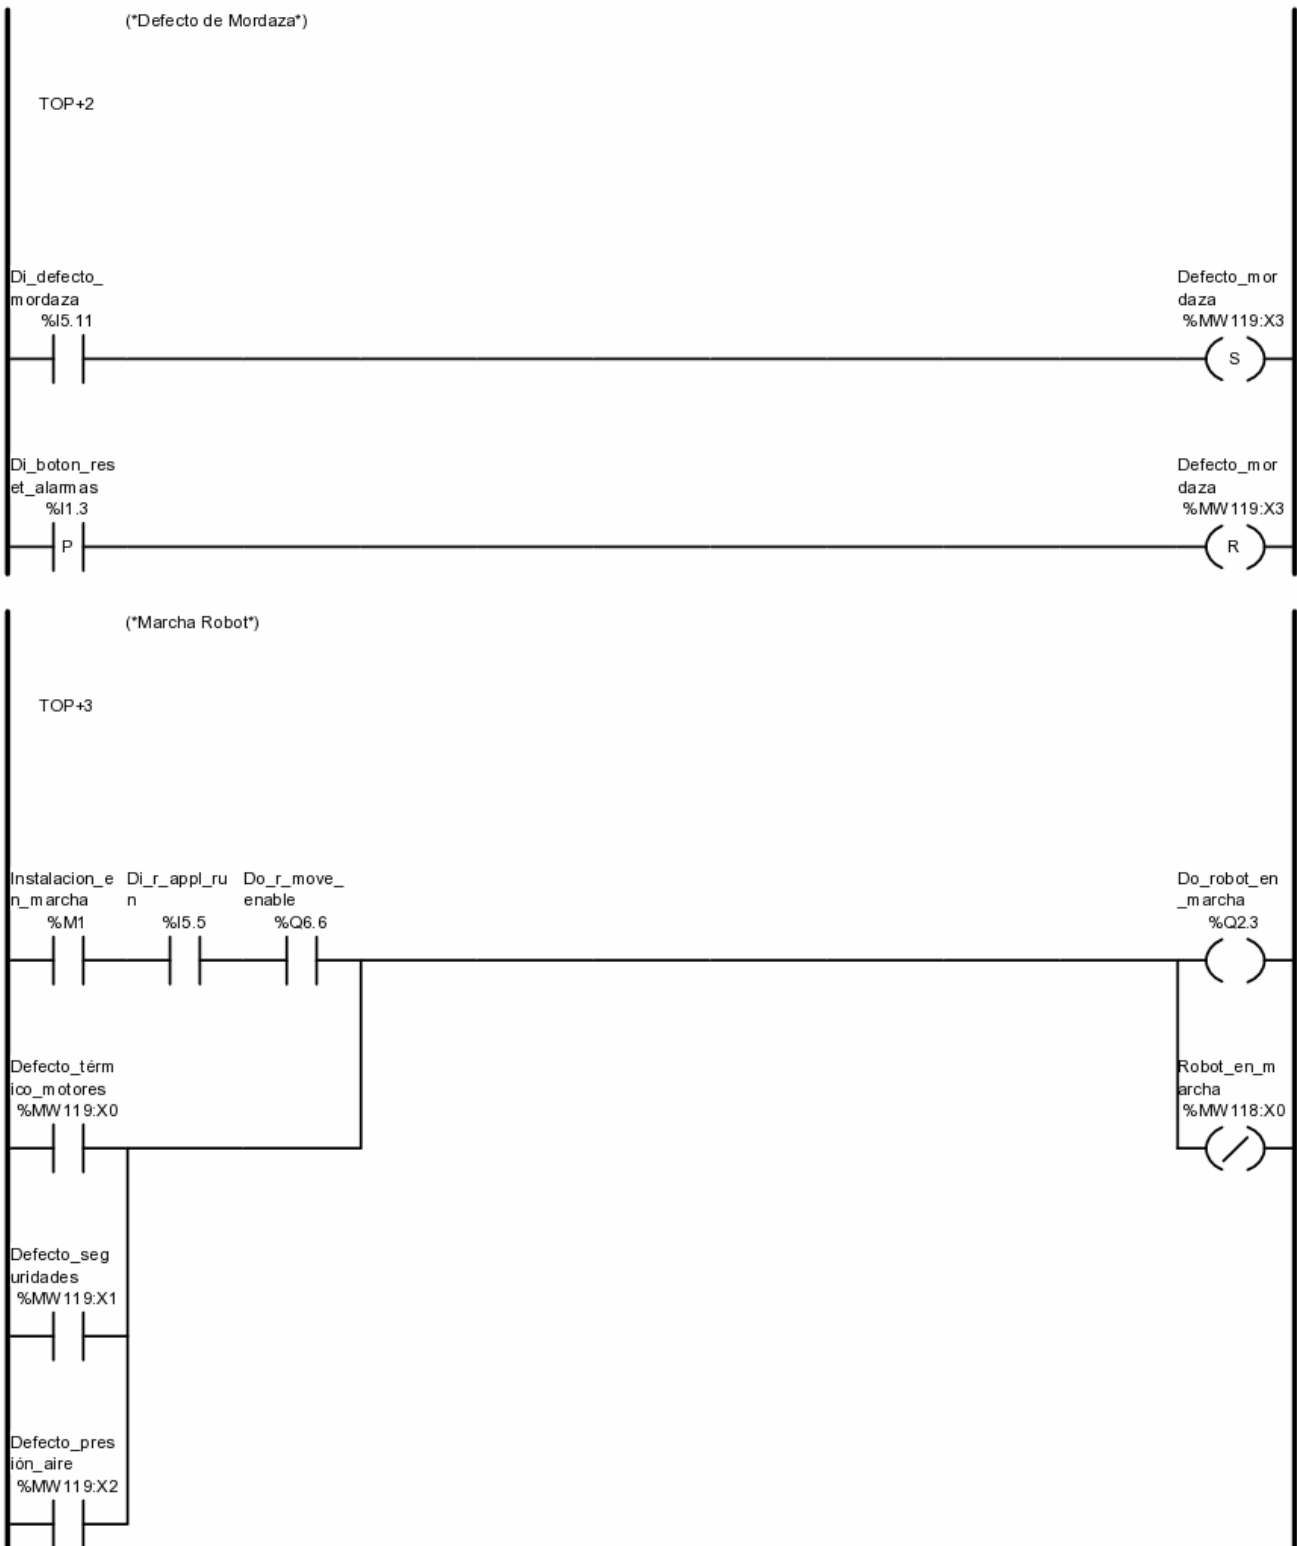 (*Defecto de Mordaza*)
TOP+2
Di_defecto_
mordaza
%I5.11
Defecto_mor
daza
%MW119:X3
S
Di_boton_res
et_alarmas
%I1.3
P
Defecto_mor
daza
%MW119:X3
R
(*Marcha Robot*)
TOP+3
Instalacion_e
n_marcha
%M1
Di_r_appl_ru
n
%I5.5
Do_r_move_
enable
%Q6.6
Do_robot_en
_marcha
%Q2.3
Defecto_térm
ico_motores
%MW119:X0
Robot_en_m
archa
%MW118:X0
Defecto_seg
uridades
%MW119:X1
Defecto_pres
ión_aire
%MW119:X2